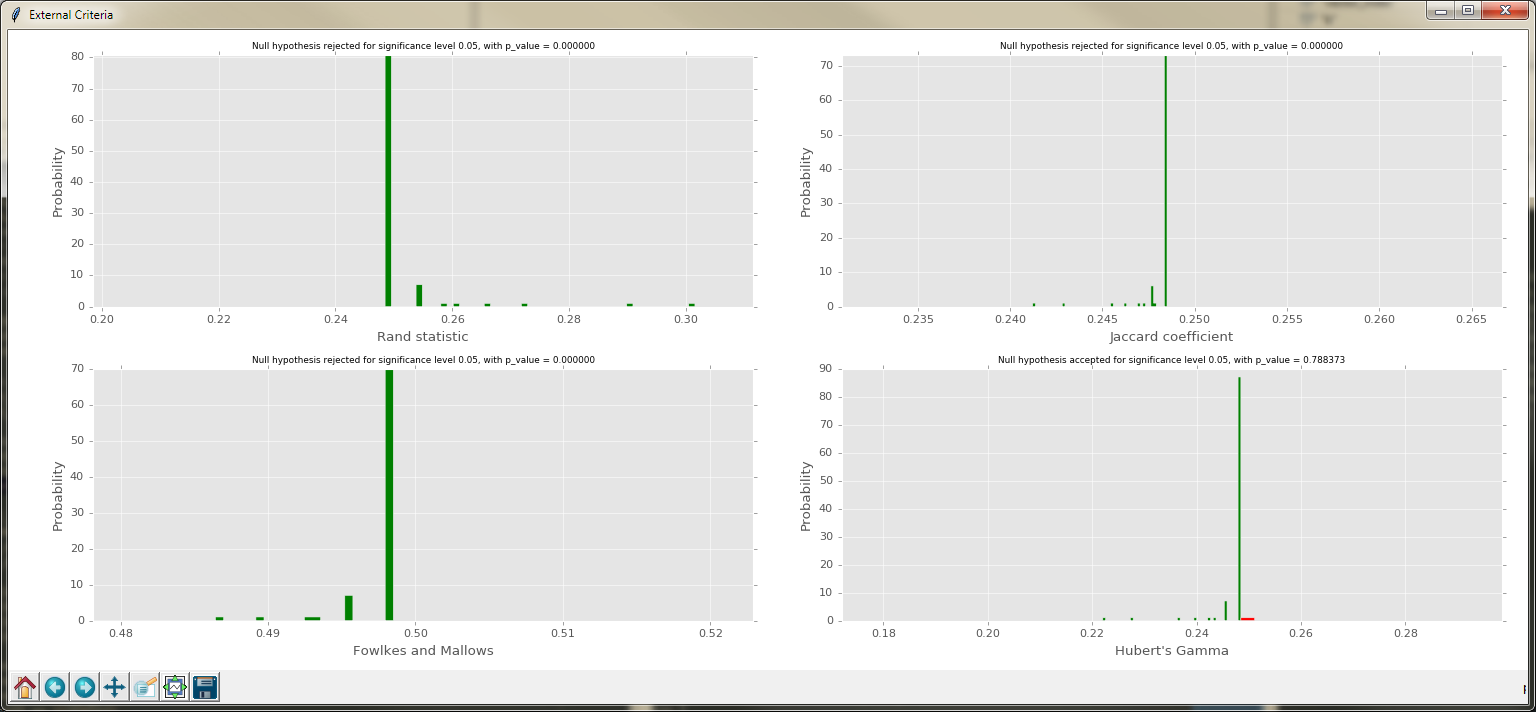 External Criteria
Null hypothesis rejected for significance level 0.05, with p_value = 0.000000
80
70
60
50
40
30
20
10
0
Probability
0.20 0.22 0.24 0.26 0.28 0.30
Rand statistic
Null hypothesis rejected for significance level 0.05, with p_value = 0.000000
70
60
50
40
30
20
10
0
Probability
0.235 0.240 0.245 0.250 0.255 0.260 0.265
Jaccard coefficient
Null hypothesis rejected for significance level 0.05, with p_value = 0.000000
70
60
50
40
30
20
10
0
Probability
0.48 0.49 0.50 0.51 0.52
Fowlkes and Mallows
Null hypothesis accepted for significance level 0.05, with p_value = 0.788373
90
80
70
60
50
40
30
20
10
0
Probability
0.18 0.20 0.22 0.24 0.26 0.28
Hubert's Gamma